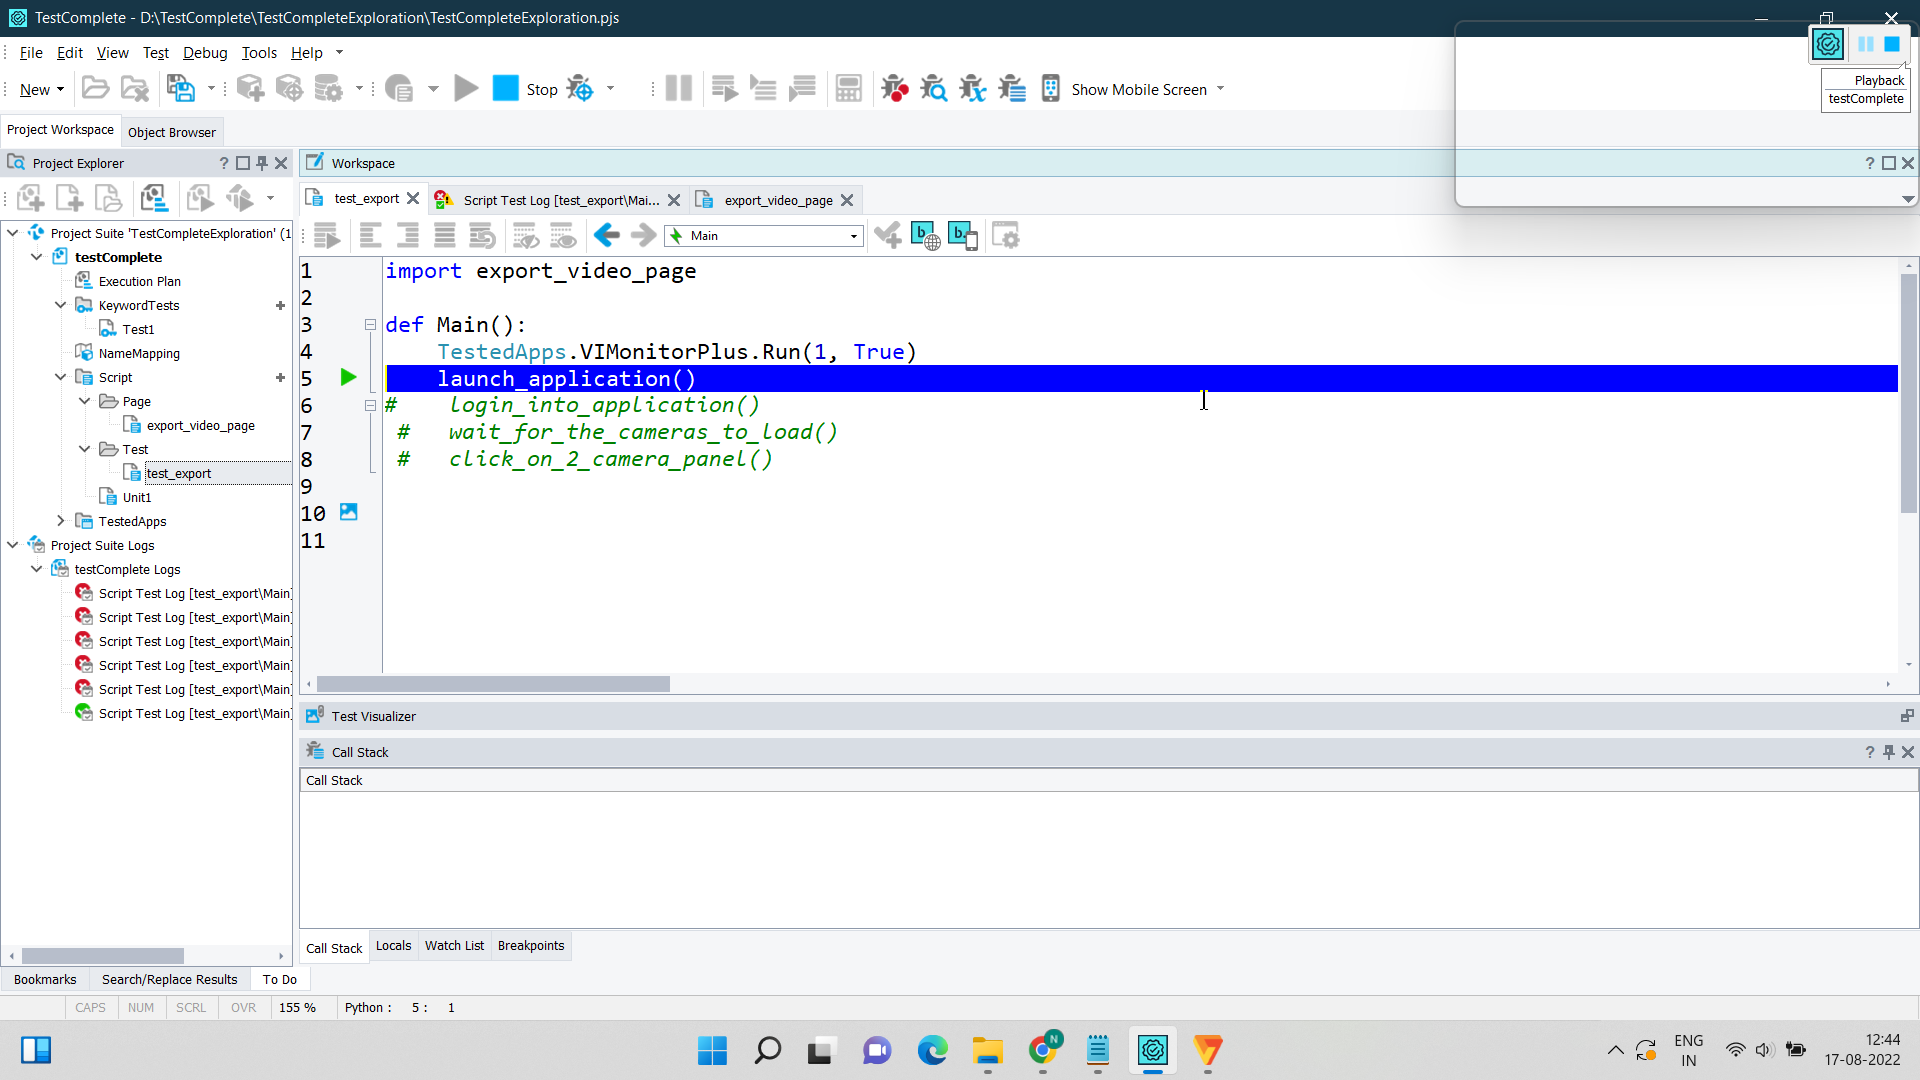 TestComplete - D:\TestComplete\TestCompleteExploration\TestCompleteExploration.pjs
File Edit View Test Debug Tools Help
New Stop Show Mobile Screen
Playback
testComplete
Project Workspace Object Browser
Project Explorer ?
Workspace ?
test_export Script Test Log [test_export\Mai... export_video_page
Main
Project Suite 'TestCompleteExploration' (1
testComplete
Execution Plan
KeywordTests
Test1
NameMapping
Script
Page
export_video_page
Test
test_export
Unit1
TestedApps
Project Suite Logs
testComplete Logs
Script Test Log [test_export\Main]
Script Test Log [test_export\Main]
Script Test Log [test_export\Main]
Script Test Log [test_export\Main]
Script Test Log [test_export\Main]
Script Test Log [test_export\Main]
1 import export_video_page
2
3 def Main():
4 TestedApps.VIMonitorPlus.Run(1, True)
5 launch_application()
6 # login_into_application()
7 # wait_for_the_cameras_to_load()
8 # click_on_2_camera_panel()
9
10
11
Test Visualizer
Call Stack ?
Call Stack
Call Stack Locals Watch List Breakpoints
Bookmarks Search/Replace Results To Do
CAPS NUM SCRL OVR 155 % Python : 5 : 1
N
ENG
IN
12:44
17-08-2022